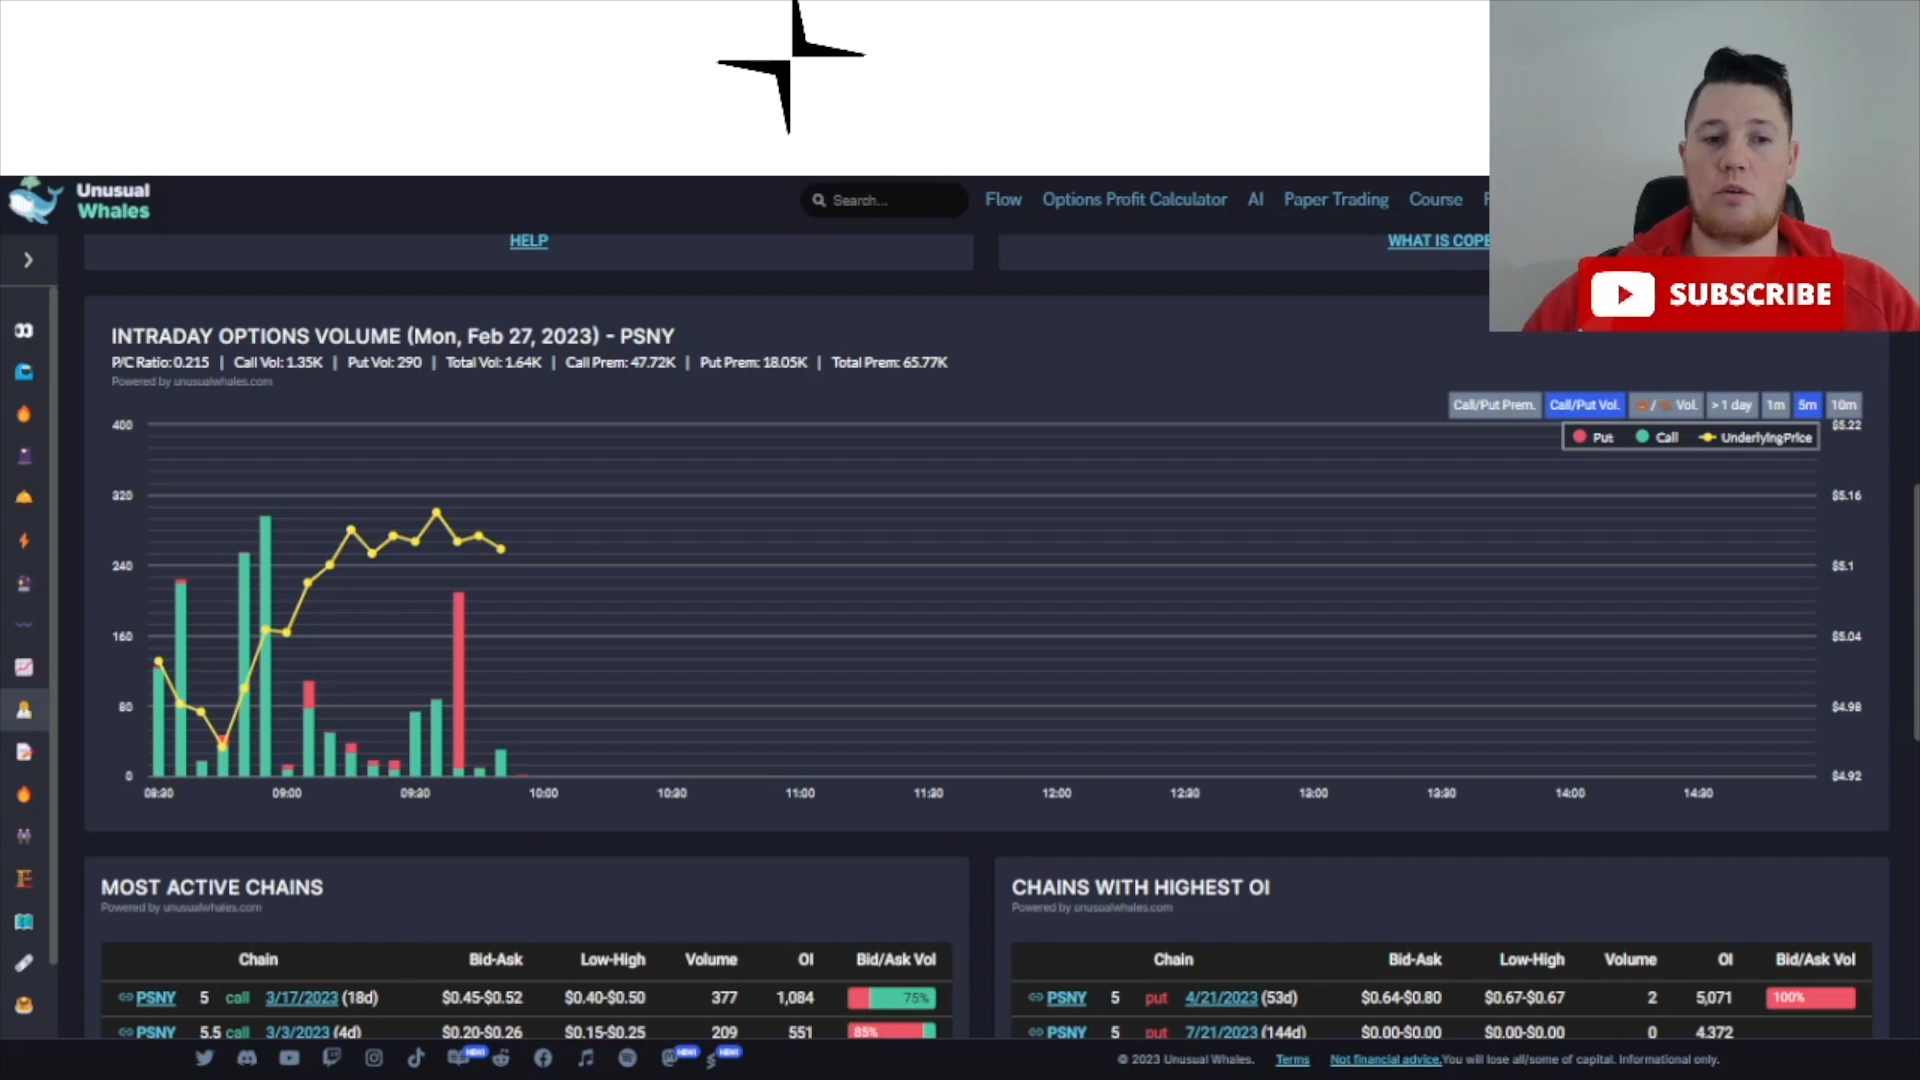 Unusual
Whales
Search...
Flow
Options Profit Calculator
AI
Paper Trading
Course
HELP
WHAT IS COPE
SUBSCRIBE
INTRADAY OPTIONS VOLUME (Mon, Feb 27, 2023) - PSNY
P/C Ratio: 0.215 | Call Vol: 1.35K | Put Vol: 290 | Total Vol: 1.64K | Call Prem: 47.72K | Put Prem: 18.05K | Total Prem: 65.77K
Powered by unusualwhales.com
Call/Put Prem. Call/Put Vol. / Vol. > 1 day 1m 5m 10m
Put Call UnderlyingPrice
400 $5.22
320 $5.16
240 $5.1
160 $5.04
80 $4.98
0 $4.92
08:30 09:00 09:30 10:00 10:30 11:00 11:30 12:00 12:30 13:00 13:30 14:00 14:30
MOST ACTIVE CHAINS
Powered by unusualwhales.com
Chain Bid-Ask Low-High Volume OI Bid/Ask Vol
PSNY 5 call 3/17/2023 (18d) $0.45-$0.52 $0.40-$0.50 377 1,084 75%
PSNY 5.5 call 3/3/2023 (4d) $0.20-$0.26 $0.15-$0.25 209 551 85%
CHAINS WITH HIGHEST OI
Powered by unusualwhales.com
Chain Bid-Ask Low-High Volume OI Bid/Ask Vol
PSNY 5 put 4/21/2023 (53d) $0.64-$0.80 $0.67-$0.67 2 5,071 100%
PSNY 5 put 7/21/2023 (144d) $0.00-$0.00 $0.00-$0.00 0 4,372
NEW! NEW! NEW!
© 2023 Unusual Whales. Terms Not financial advice. You will lose all/some of capital. Informational only.